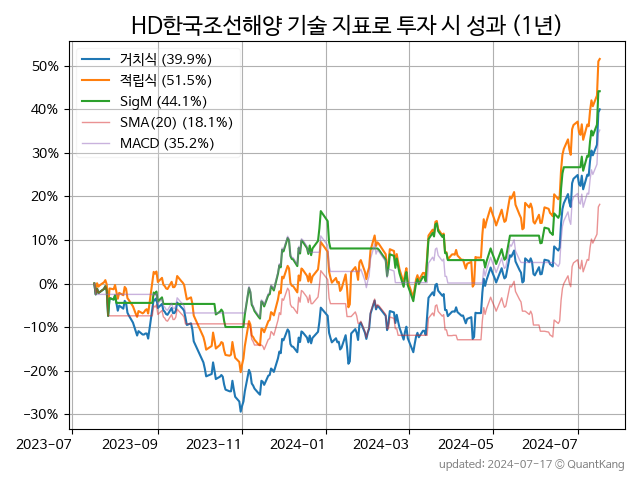 HD한국조선해양 기술 지표로 투자 시 성과 (1년)
거치식 (39.9%)
적립식 (51.5%)
SigM (44.1%)
SMA(20) (18.1%)
MACD (35.2%)
50%
40%
30%
20%
10%
0%
−10%
−20%
−30%
2023-07 2023-09 2023-11 2024-01 2024-03 2024-05 2024-07
updated: 2024-07-17 © QuantKang